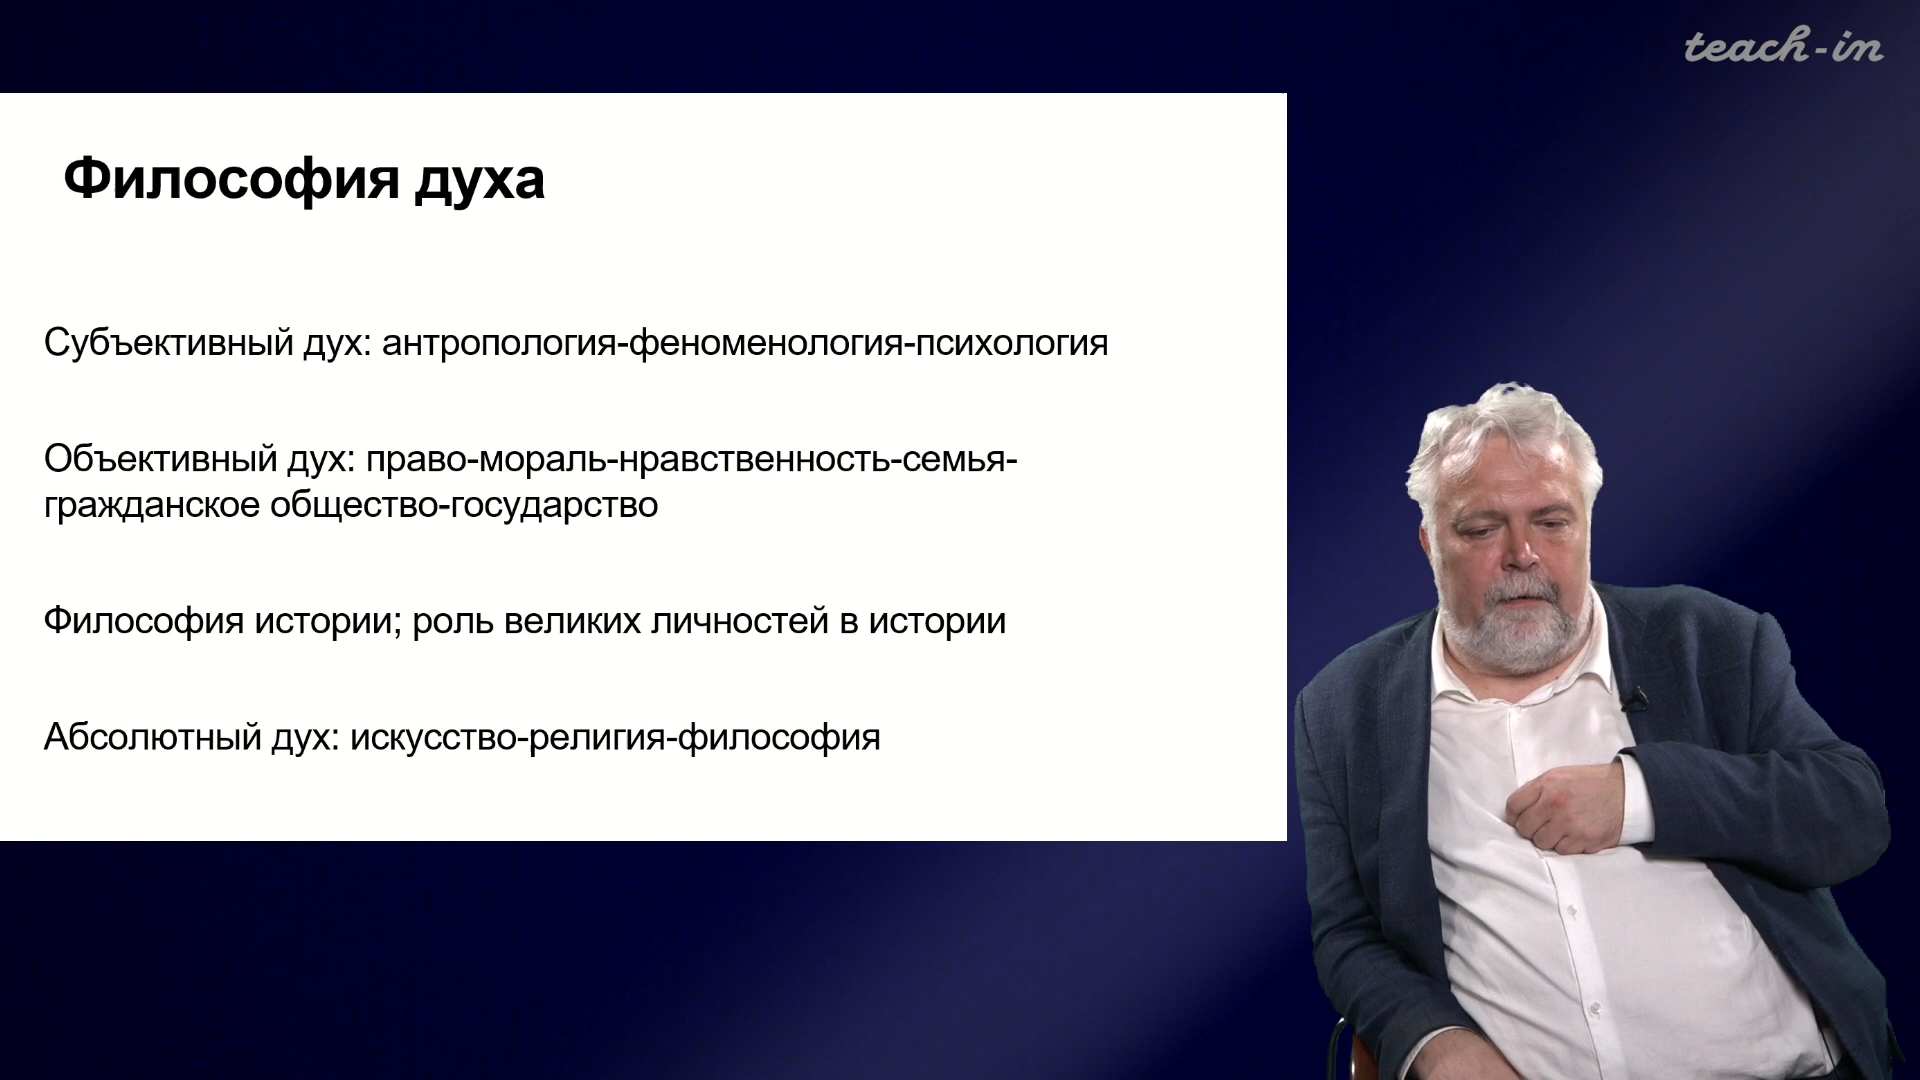 teach-in
Философия духа
Субъективный дух: антропология-феноменология-психология
Объективный дух: право-мораль-нравственность-семья-
гражданское общество-государство
Философия истории; роль великих личностей в истории
Абсолютный дух: искусство-религия-философия